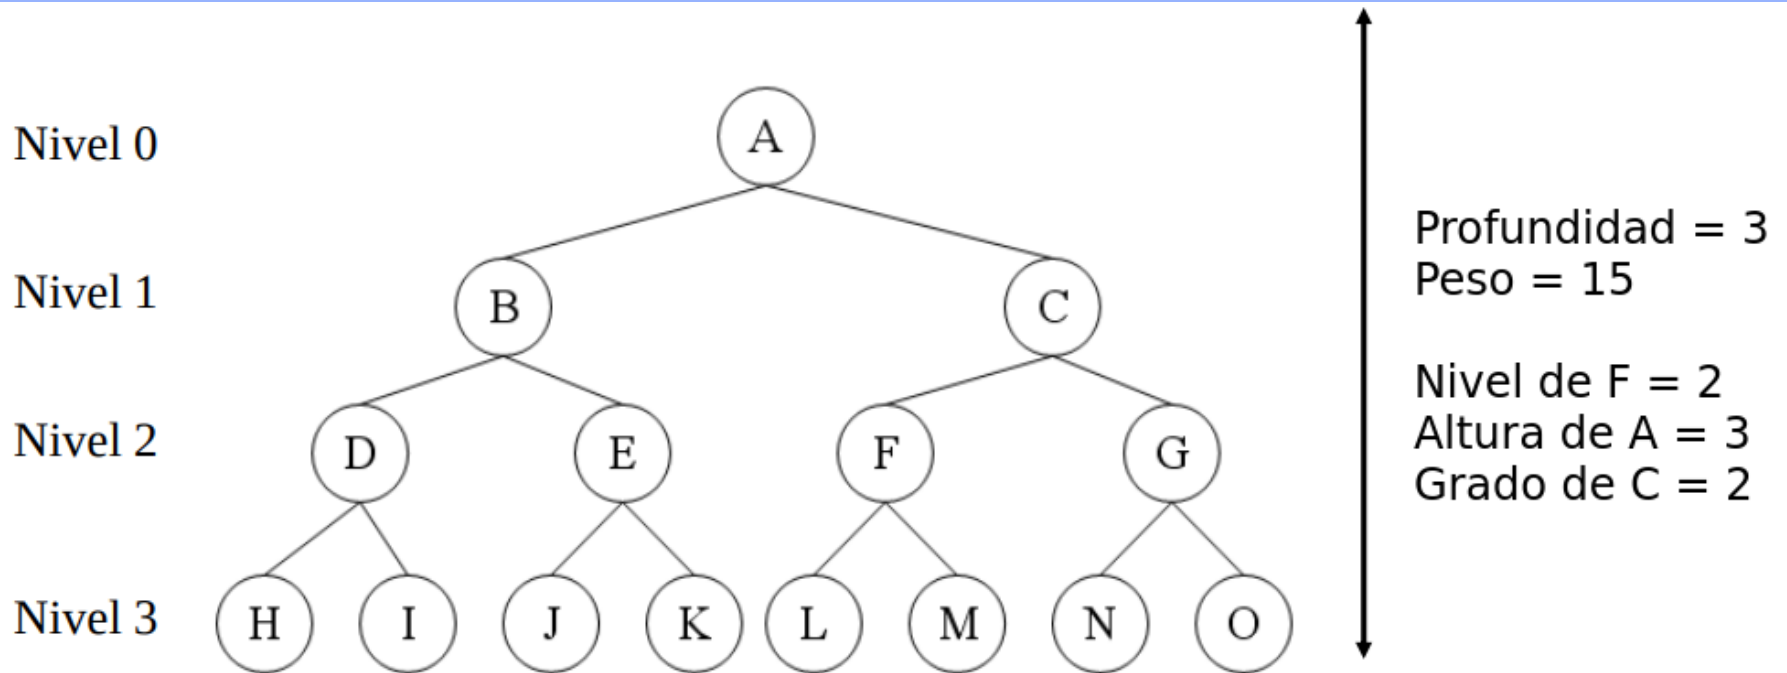 Nivel 0
A
Nivel 1
B
C
Nivel 2
D
E
F
G
Nivel 3
H
I
J
K
L
M
N
O
Profundidad = 3
Peso = 15
Nivel de F = 2
Altura de A = 3
Grado de C = 2